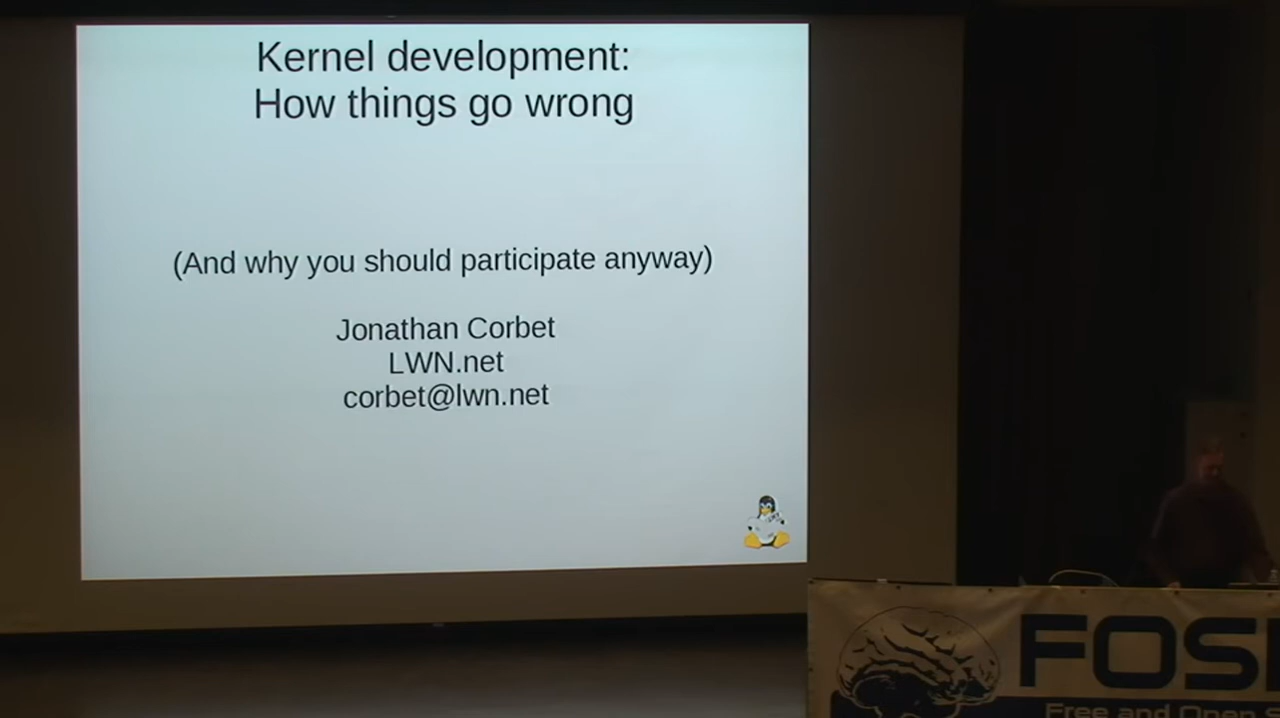 Kernel development:
How things go wrong
(And why you should participate anyway)
Jonathan Corbet
LWN.net
corbet@lwn.net
FOS
Free and Open S